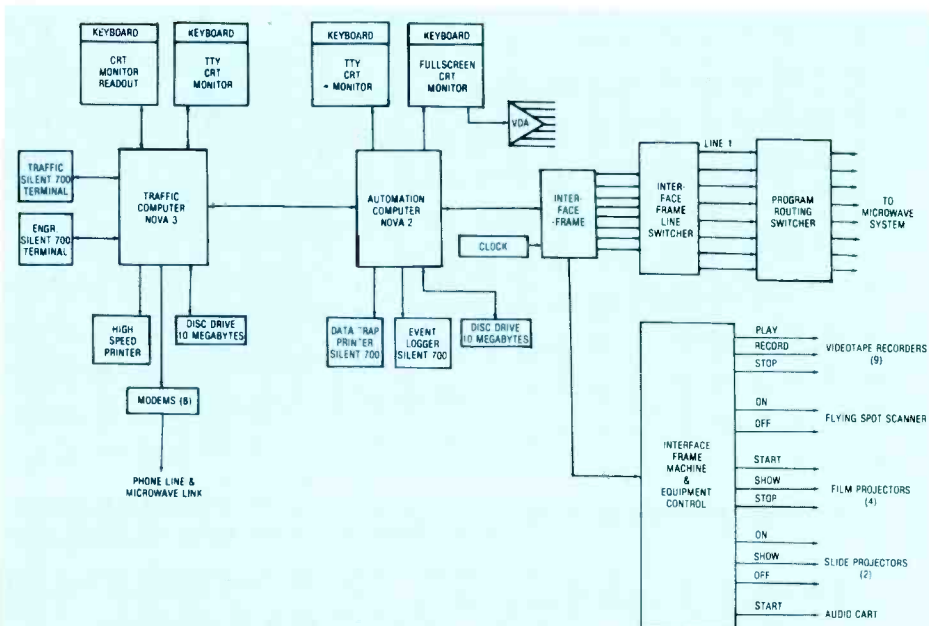 KEYBOARD
CRT
MONITOR
READOUT
KEYBOARD
TTY
CRT
MONITOR
KEYBOARD
TTY
CRT
MONITOR
KEYBOARD
FULLSCREEN
CRT
MONITOR
VDA
TRAFFIC
SILENT 700
TERMINAL
ENGR.
SILENT 700
TERMINAL
TRAFFIC
COMPUTER
NOVA 3
AUTOMATION
COMPUTER
NOVA 2
CLOCK
INTER-
FACE
-FRAME
INTER-
FACE
FRAME
LINE
SWITCHER
LINE 1
PROGRAM
ROUTING
SWITCHER
TO
MICROWAVE
SYSTEM
HIGH
SPEED
PRINTER
DISC DRIVE
10 MEGABYTES
MODEMS (8)
PHONE LINE &
MICROWAVE LINK
DATA TRAP
PRINTER
SILENT 700
EVENT
LOGGER
SILENT 700
DISC DRIVE
10 MEGABYTES
INTERFACE
FRAME
MACHINE
&
EQUIPMENT
CONTROL
PLAY
RECORD
STOP
VIDEOTAPE RECORDERS
(9)
ON
OFF
FLYING SPOT SCANNER
START
SHOW
STOP
FILM PROJECTORS
(4)
ON
SHOW
OFF
SLIDE PROJECTORS
(2)
START
AUDIO CART